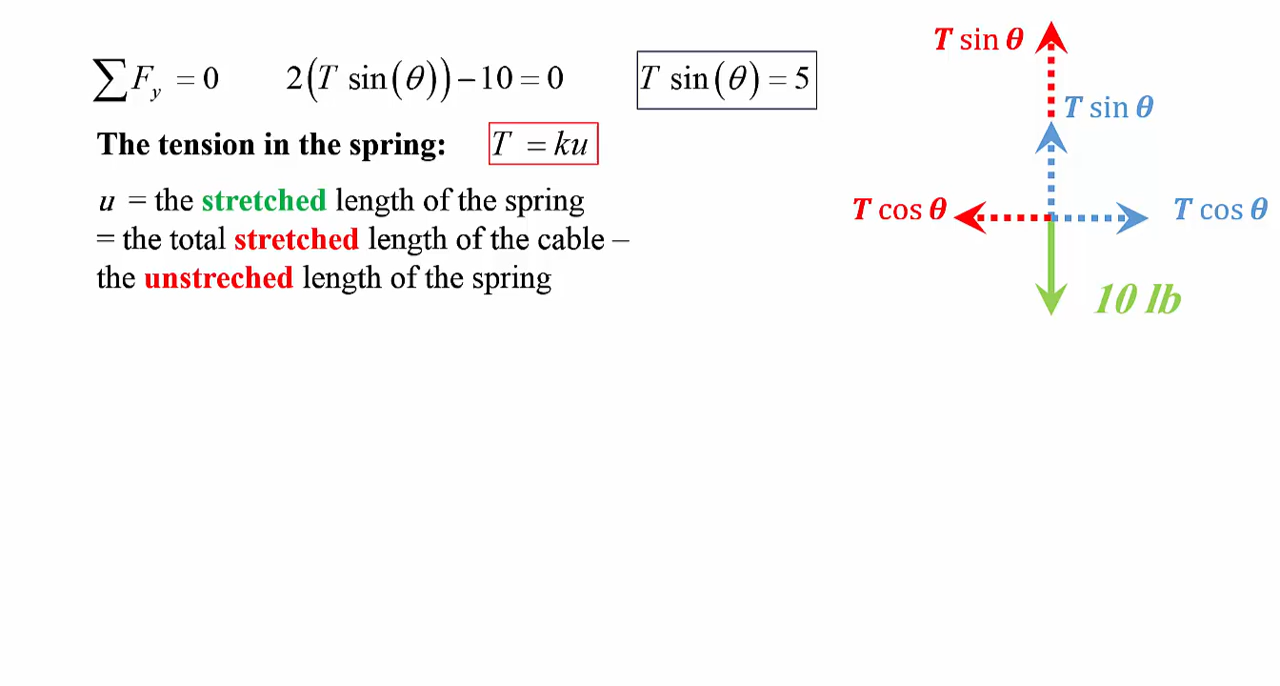 ∑F_y = 0 2(T sin(θ)) − 10 = 0 T sin(θ) = 5
The tension in the spring: T = ku
u = the stretched length of the spring
= the total stretched length of the cable –
the unstreched length of the spring
T sin θ
T sin θ
T cos θ T cos θ
10 lb